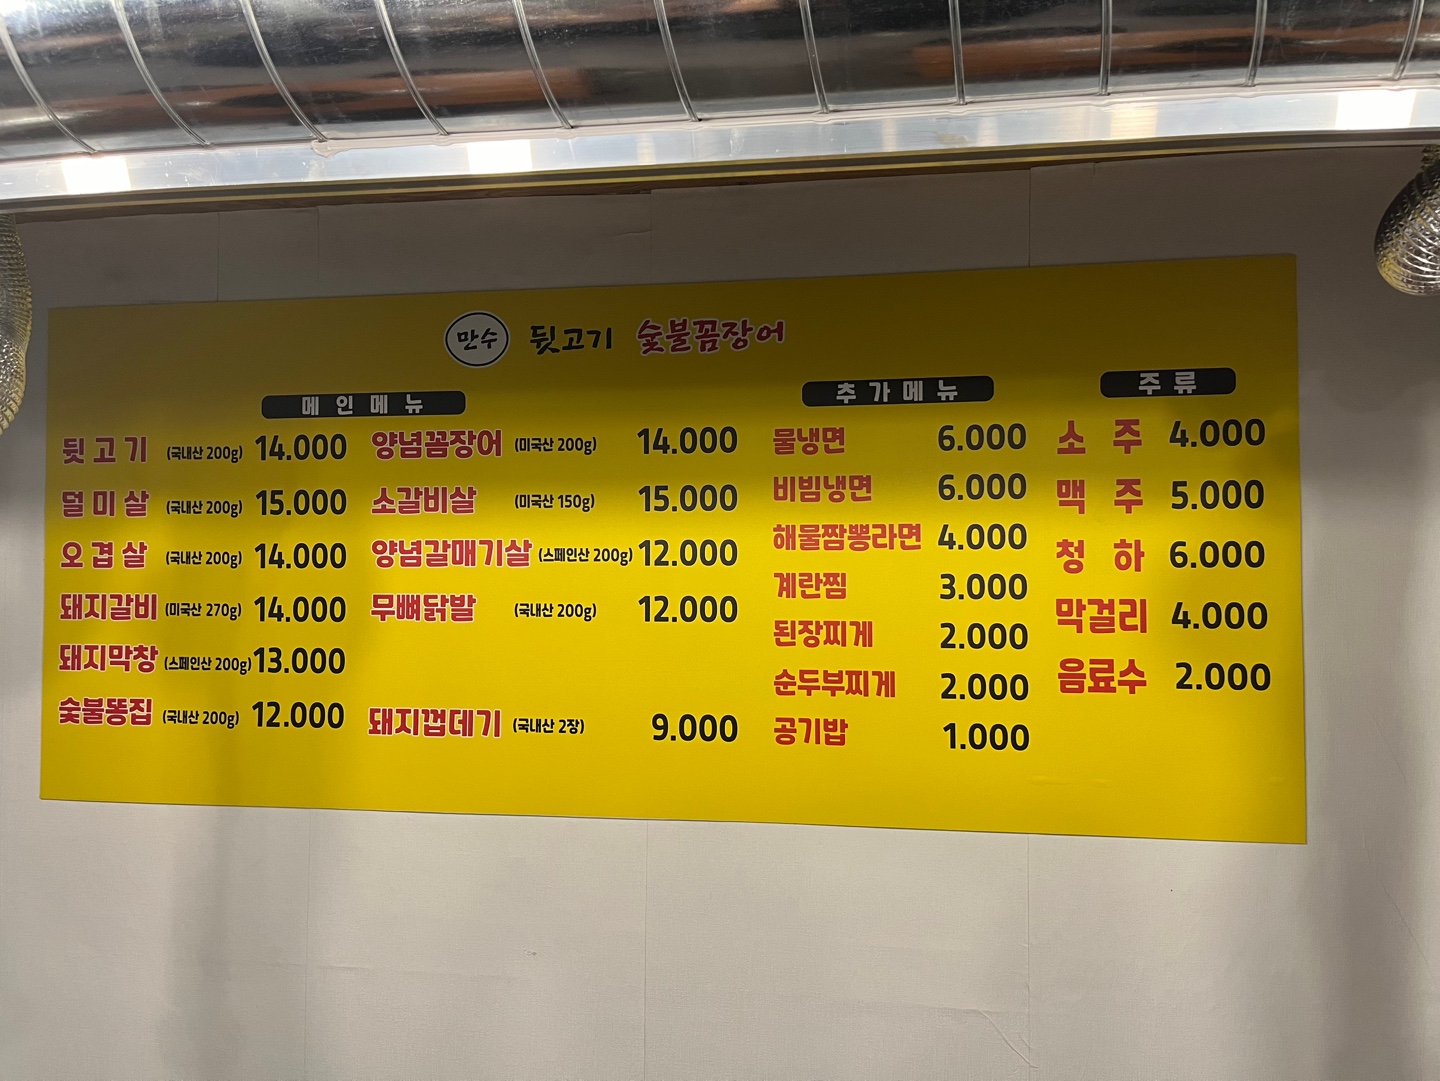 만수 뒷고기 숯불꼼장어
메인메뉴
뒷고기 (국내산 200g) 14.000
덜미살 (국내산 200g) 15.000
오겹살 (국내산 200g) 14.000
돼지갈비 (미국산 270g) 14.000
돼지막창 (스페인산 200g) 13.000
숯불똥집 (국내산 200g) 12.000
양념꼼장어 (미국산 200g) 14.000
소갈비살 (미국산 150g) 15.000
양념갈매기살 (스페인산 200g) 12.000
무뼈닭발 (국내산 200g) 12.000
돼지껍데기 (국내산 2장) 9.000
추가메뉴
물냉면 6.000
비빔냉면 6.000
해물짬뽕라면 4.000
계란찜 3.000
된장찌게 2.000
순두부찌게 2.000
공기밥 1.000
주류
소주 4.000
맥주 5.000
청하 6.000
막걸리 4.000
음료수 2.000